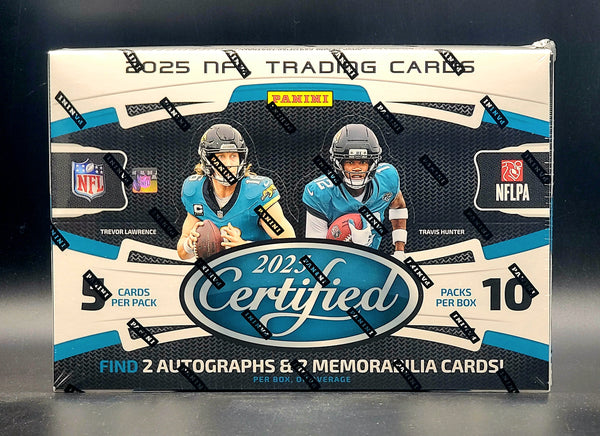 2025 NFL TRADING CARDS
PANINI
NFL
NFLPA
TREVOR LAWRENCE
TRAVIS HUNTER
2025
Certified
5 CARDS PER PACK
PACKS PER BOX 10
FIND 2 AUTOGRAPHS & 2 MEMORABILIA CARDS!
PER BOX, ON AVERAGE